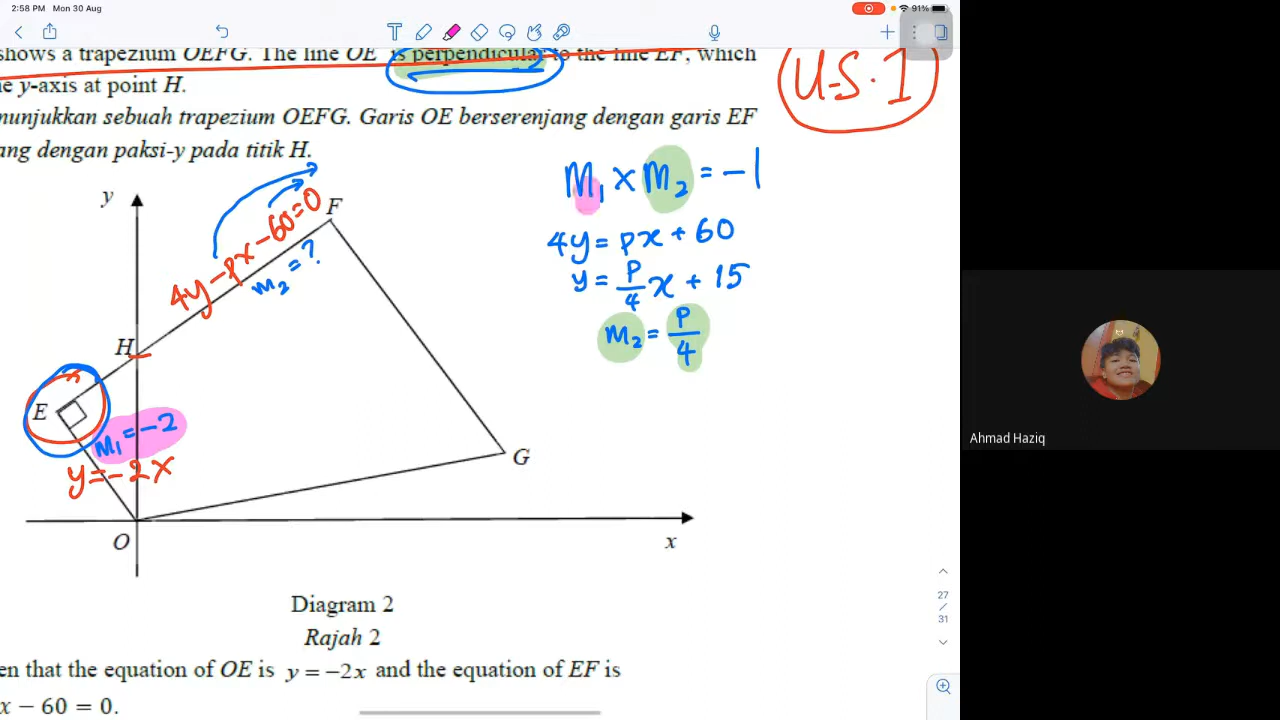 2:58 PM Mon 30 Aug
91%
shows a trapezium OEFG. The line OE is perpendicular to the line EF, which
e y-axis at point H.
nunjukkan sebuah trapezium OEFG. Garis OE berserenjang dengan garis EF
ang dengan paksi-y pada titik H.
U-S.1
M₁ × M₂ = -1
4y = px + 60
y = p/4 x + 15
m₂ = p/4
y
F
4y - px - 60 = 0
m₂ = ?
H
E
m₁ = -2
y = -2x
G
O
x
Diagram 2
Rajah 2
en that the equation of OE is y = −2x and the equation of EF is
x − 60 = 0.
27
/
31
Ahmad Haziq